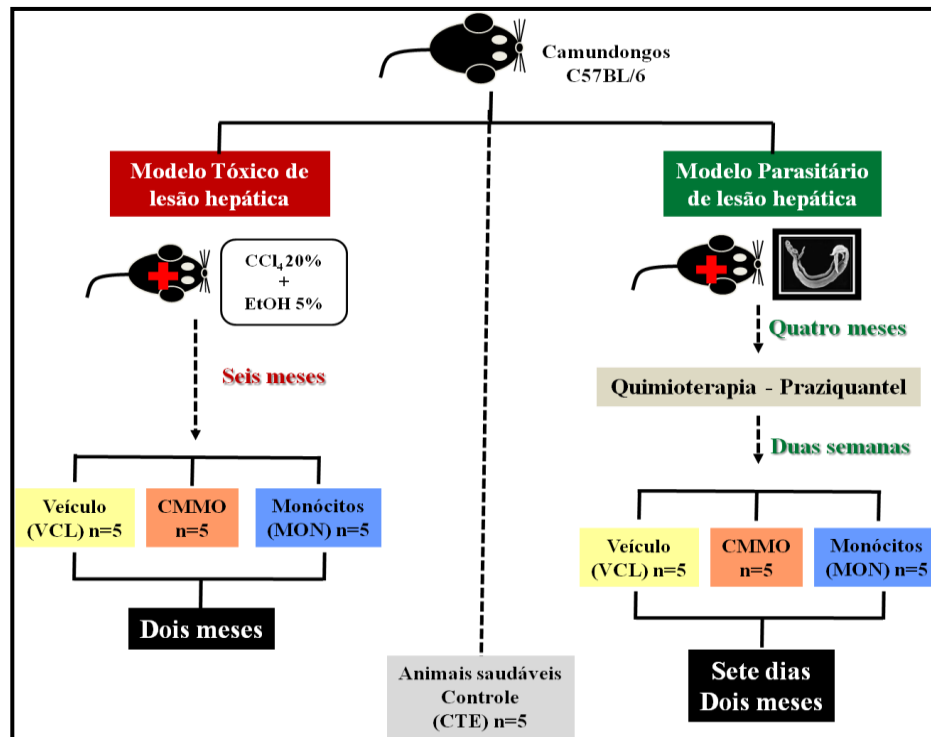 Camundongos
C57BL/6
Modelo Tóxico de
lesão hepática
Modelo Parasitário
de lesão hepática
CCl₄ 20%
+
EtOH 5%
Quatro meses
Seis meses
Quimioterapia - Praziquantel
Duas semanas
Veículo
(VCL) n=5
CMMO
n=5
Monócitos
(MON) n=5
Veículo
(VCL) n=5
CMMO
n=5
Monócitos
(MON) n=5
Dois meses
Animais saudáveis
Controle
(CTE) n=5
Sete dias
Dois meses